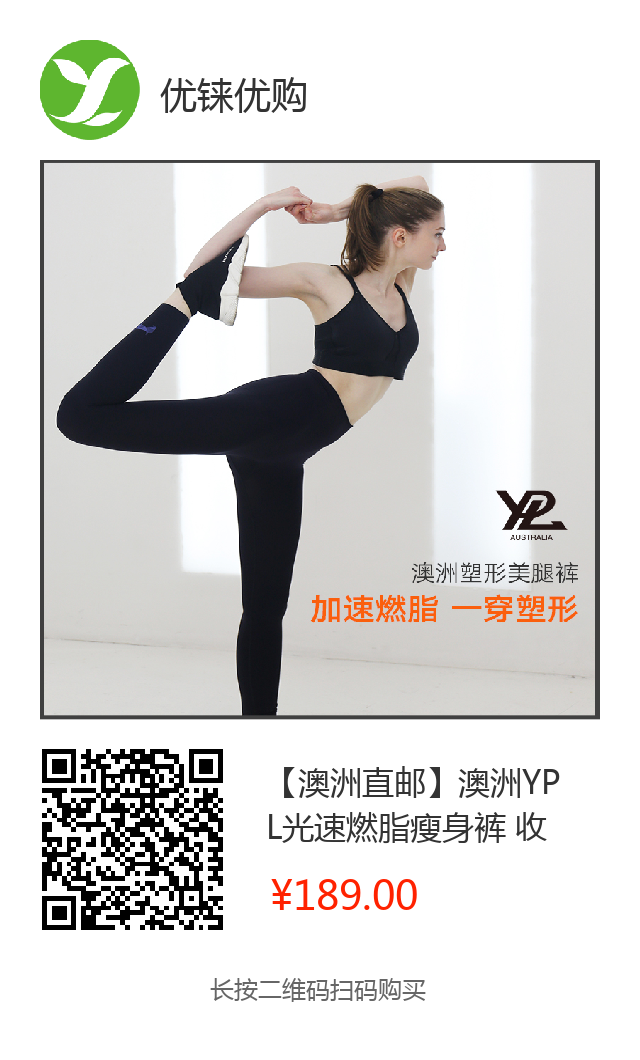 优铼优购
YPL
AUSTRALIA
澳洲塑形美腿裤
加速燃脂 一穿塑形
【澳洲直邮】澳洲YP
L光速燃脂瘦身裤 收
¥189.00
长按二维码扫码购买